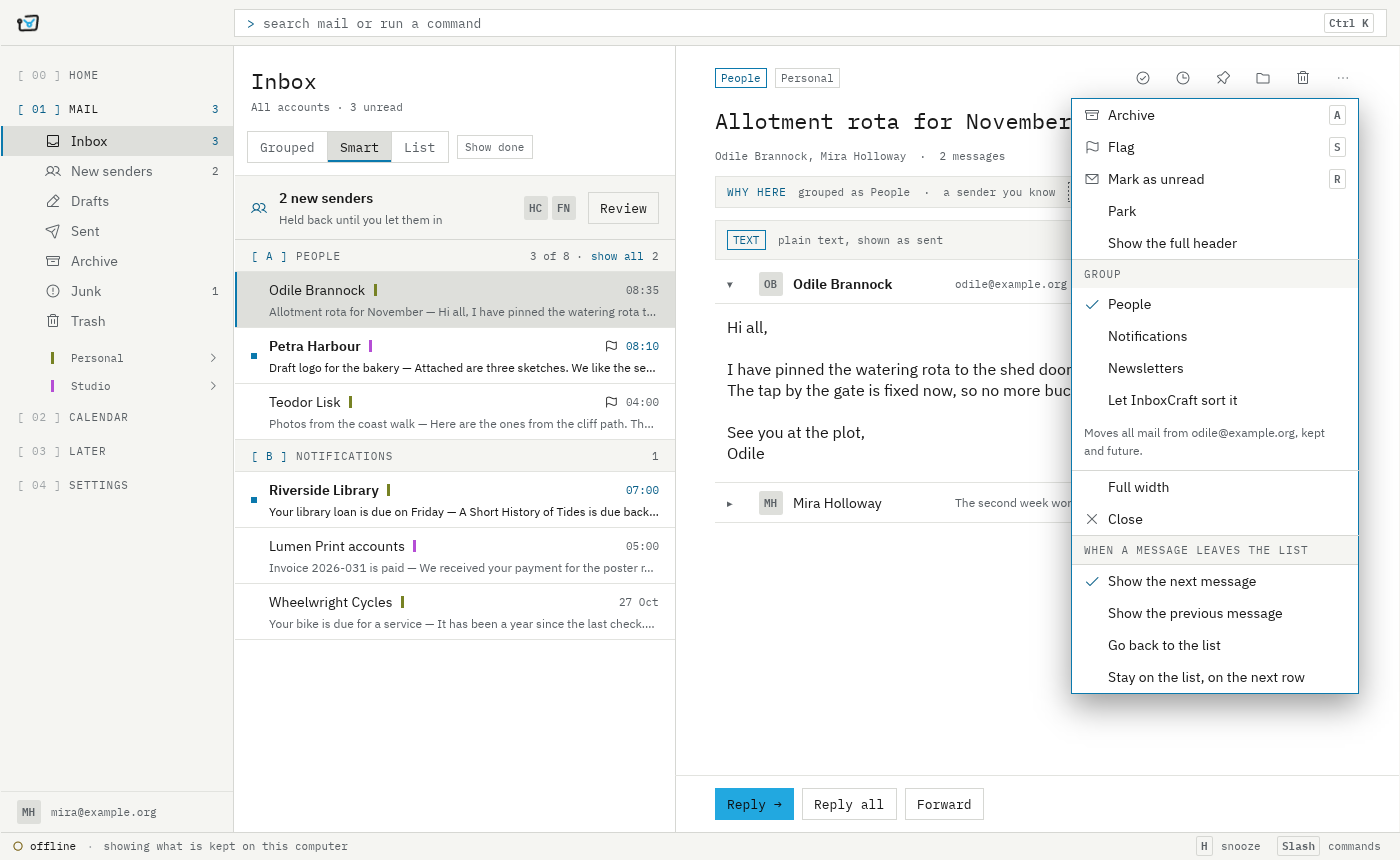 > search mail or run a command Ctrl K
[ 00 ] HOME
[ 01 ] MAIL 3
Inbox 3
New senders 2
Drafts
Sent
Archive
Junk 1
Trash
Personal
Studio
[ 02 ] CALENDAR
[ 03 ] LATER
[ 04 ] SETTINGS
MH mira@example.org
Inbox
All accounts · 3 unread
Grouped Smart List Show done
2 new senders
Held back until you let them in
HC FN Review
[ A ] PEOPLE 3 of 8 · show all 2
Odile Brannock 08:35
Allotment rota for November — Hi all, I have pinned the watering rota t…
Petra Harbour 08:10
Draft logo for the bakery — Attached are three sketches. We like the se…
Teodor Lisk 04:00
Photos from the coast walk — Here are the ones from the cliff path. Th…
[ B ] NOTIFICATIONS 1
Riverside Library 07:00
Your library loan is due on Friday — A Short History of Tides is due back…
Lumen Print accounts 05:00
Invoice 2026-031 is paid — We received your payment for the poster r…
Wheelwright Cycles 27 Oct
Your bike is due for a service — It has been a year since the last check.…
People Personal ···
Allotment rota for November
Odile Brannock, Mira Holloway · 2 messages
WHY HERE grouped as People · a sender you know
TEXT plain text, shown as sent
▾ OB Odile Brannock odile@example.org
Hi all,
I have pinned the watering rota to the shed door
The tap by the gate is fixed now, so no more buc
See you at the plot,
Odile
▸ MH Mira Holloway The second week wor
Archive A
Flag S
Mark as unread R
Park
Show the full header
GROUP
People
Notifications
Newsletters
Let InboxCraft sort it
Moves all mail from odile@example.org, kept
and future.
Full width
Close
WHEN A MESSAGE LEAVES THE LIST
Show the next message
Show the previous message
Go back to the list
Stay on the list, on the next row
Reply → Reply all Forward
offline · showing what is kept on this computer
H snooze Slash commands